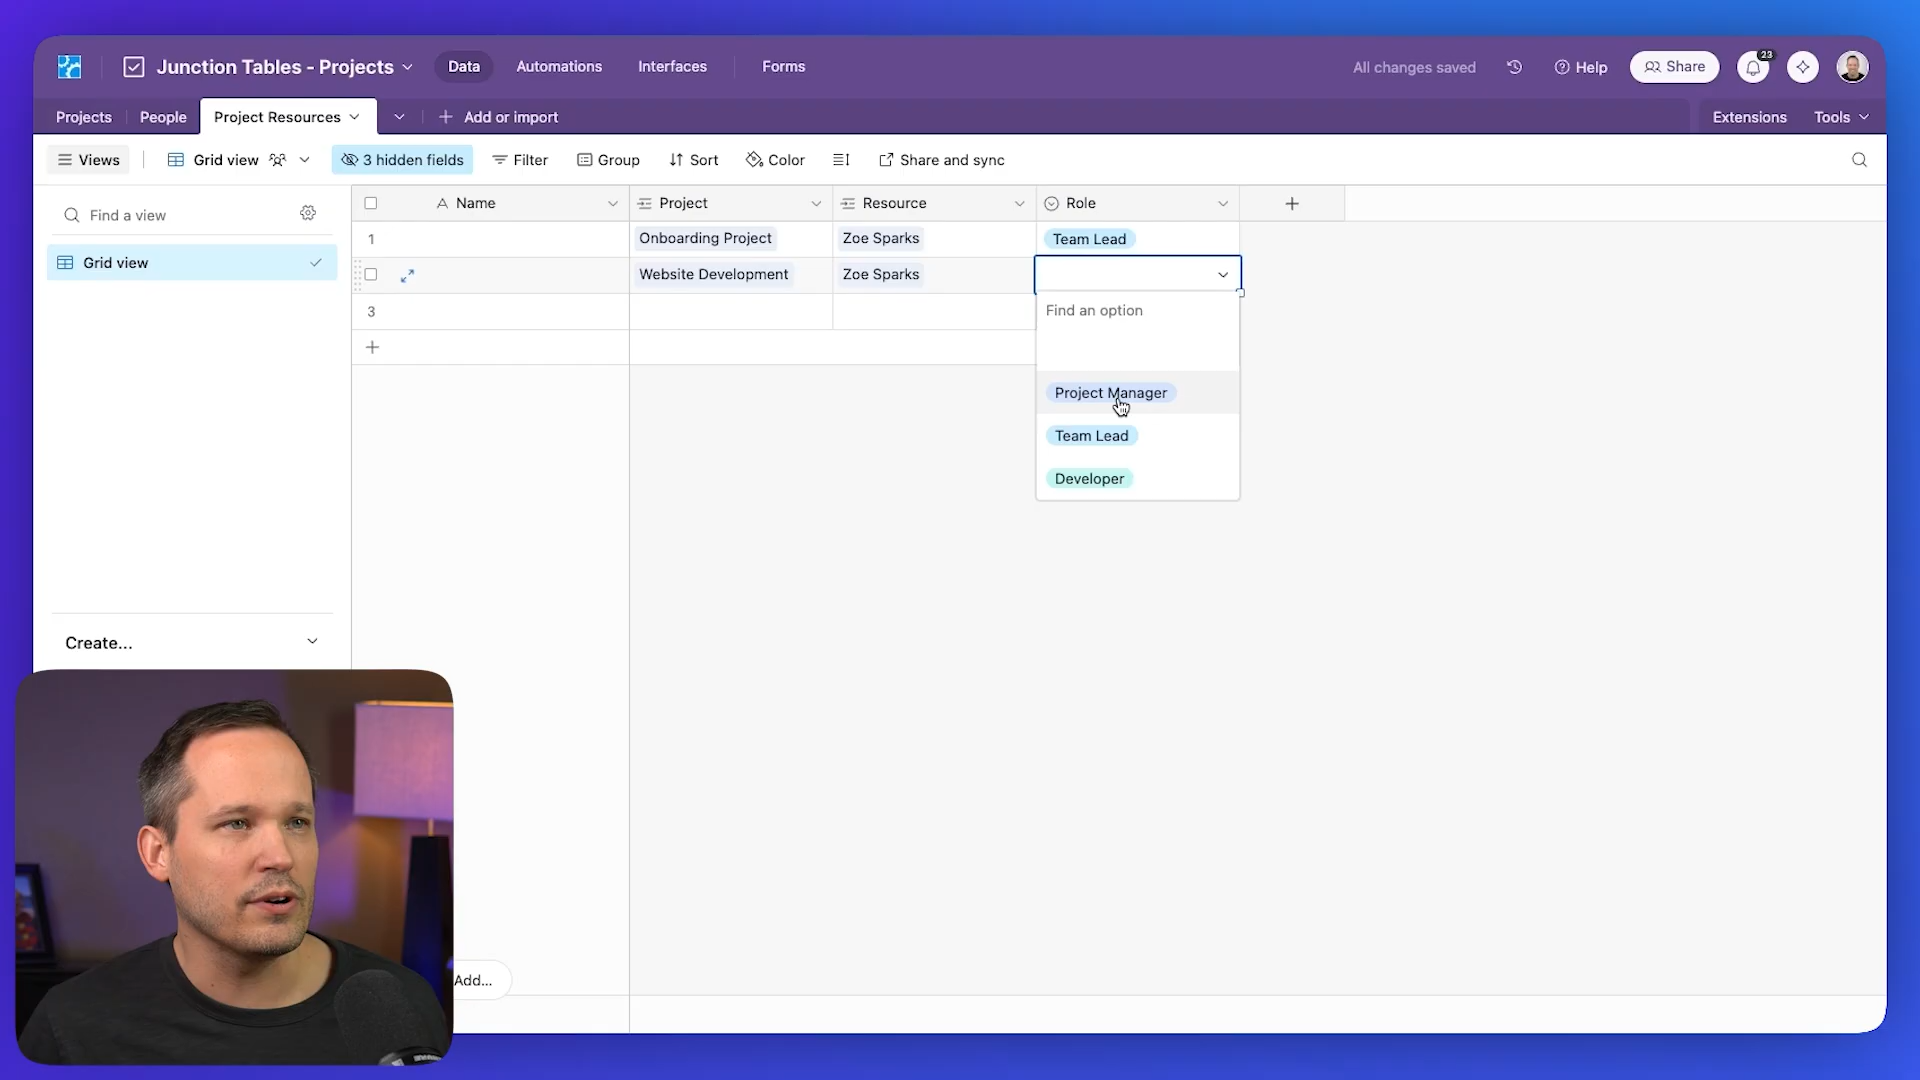 Junction Tables - Projects Data Automations Interfaces Forms All changes saved Help Share 23
Projects People Project Resources Add or import Extensions Tools
Views Grid view 3 hidden fields Filter Group Sort Color Share and sync
Find a view
Grid view
Create...
Name Project Resource Role
1 Onboarding Project Zoe Sparks Team Lead
Website Development Zoe Sparks
3
Find an option
Project Manager
Team Lead
Developer
Add...